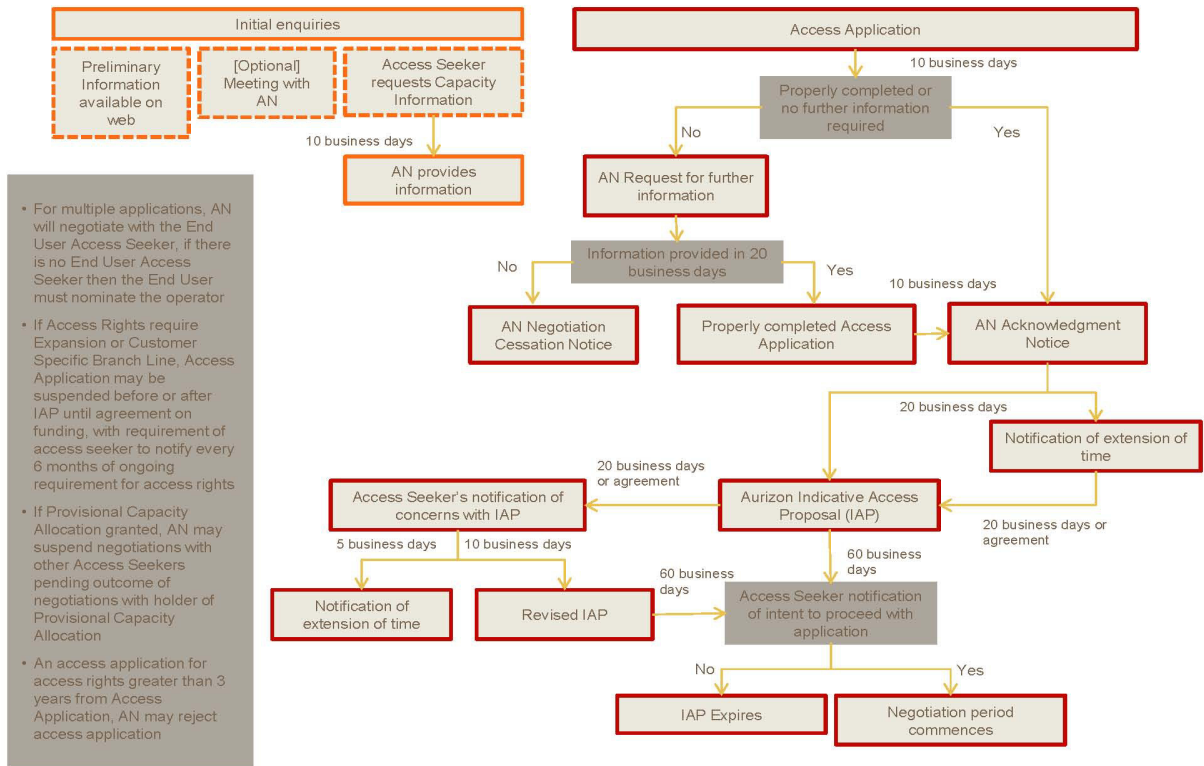 Initial enquiries
Preliminary
Information
available on
web
[Optional]
Meeting with
AN
Access Seeker
requests Capacity
Information
10 business days
AN provides
information
• For multiple applications, AN
will negotiate with the End
User Access Seeker, if there
is no End User Access
Seeker then the End User
must nominate the operator
• If Access Rights require
Expansion or Customer
Specific Branch Line, Access
Application may be
suspended before or after
IAP until agreement on
funding, with requirement of
access seeker to notify every
6 months of ongoing
requirement for access rights
• If Provisional Capacity
Allocation granted, AN may
suspend negotiations with
other Access Seekers
pending outcome of
negotiations with holder of
Provisional Capacity
Allocation
• An access application for
access rights greater than 3
years from Access
Application, AN may reject
access application
Access Application
10 business days
Properly completed or
no further information
required
No
Yes
AN Request for further
information
Information provided in 20
business days
No
Yes
10 business days
AN Negotiation
Cessation Notice
Properly completed Access
Application
AN Acknowledgment
Notice
20 business days
Notification of extension of
time
20 business days or
agreement
Aurizon Indicative Access
Proposal (IAP)
20 business days
or agreement
Access Seeker's notification of
concerns with IAP
5 business days
10 business days
Notification of
extension of time
Revised IAP
60 business
days
60 business
days
Access Seeker notification
of intent to proceed with
application
No
Yes
IAP Expires
Negotiation period
commences